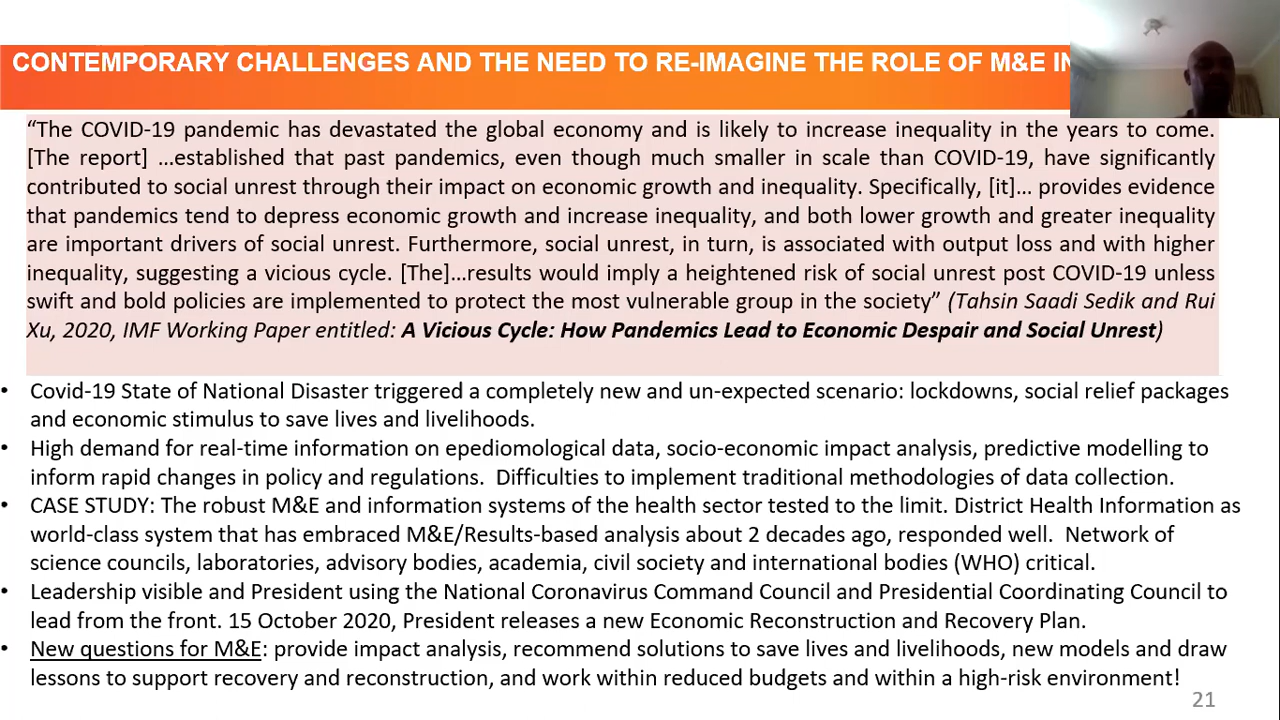 CONTEMPORARY CHALLENGES AND THE NEED TO RE-IMAGINE THE ROLE OF M&E IN
“The COVID-19 pandemic has devastated the global economy and is likely to increase inequality in the years to come.
[The report] …established that past pandemics, even though much smaller in scale than COVID-19, have significantly
contributed to social unrest through their impact on economic growth and inequality. Specifically, [it]… provides evidence
that pandemics tend to depress economic growth and increase inequality, and both lower growth and greater inequality
are important drivers of social unrest. Furthermore, social unrest, in turn, is associated with output loss and with higher
inequality, suggesting a vicious cycle. [The]…results would imply a heightened risk of social unrest post COVID-19 unless
swift and bold policies are implemented to protect the most vulnerable group in the society” (Tahsin Saadi Sedik and Rui
Xu, 2020, IMF Working Paper entitled: A Vicious Cycle: How Pandemics Lead to Economic Despair and Social Unrest)
• Covid-19 State of National Disaster triggered a completely new and un-expected scenario: lockdowns, social relief packages
and economic stimulus to save lives and livelihoods.
• High demand for real-time information on epediomological data, socio-economic impact analysis, predictive modelling to
inform rapid changes in policy and regulations. Difficulties to implement traditional methodologies of data collection.
• CASE STUDY: The robust M&E and information systems of the health sector tested to the limit. District Health Information as
world-class system that has embraced M&E/Results-based analysis about 2 decades ago, responded well. Network of
science councils, laboratories, advisory bodies, academia, civil society and international bodies (WHO) critical.
• Leadership visible and President using the National Coronavirus Command Council and Presidential Coordinating Council to
lead from the front. 15 October 2020, President releases a new Economic Reconstruction and Recovery Plan.
• New questions for M&E: provide impact analysis, recommend solutions to save lives and livelihoods, new models and draw
lessons to support recovery and reconstruction, and work within reduced budgets and within a high-risk environment!
21